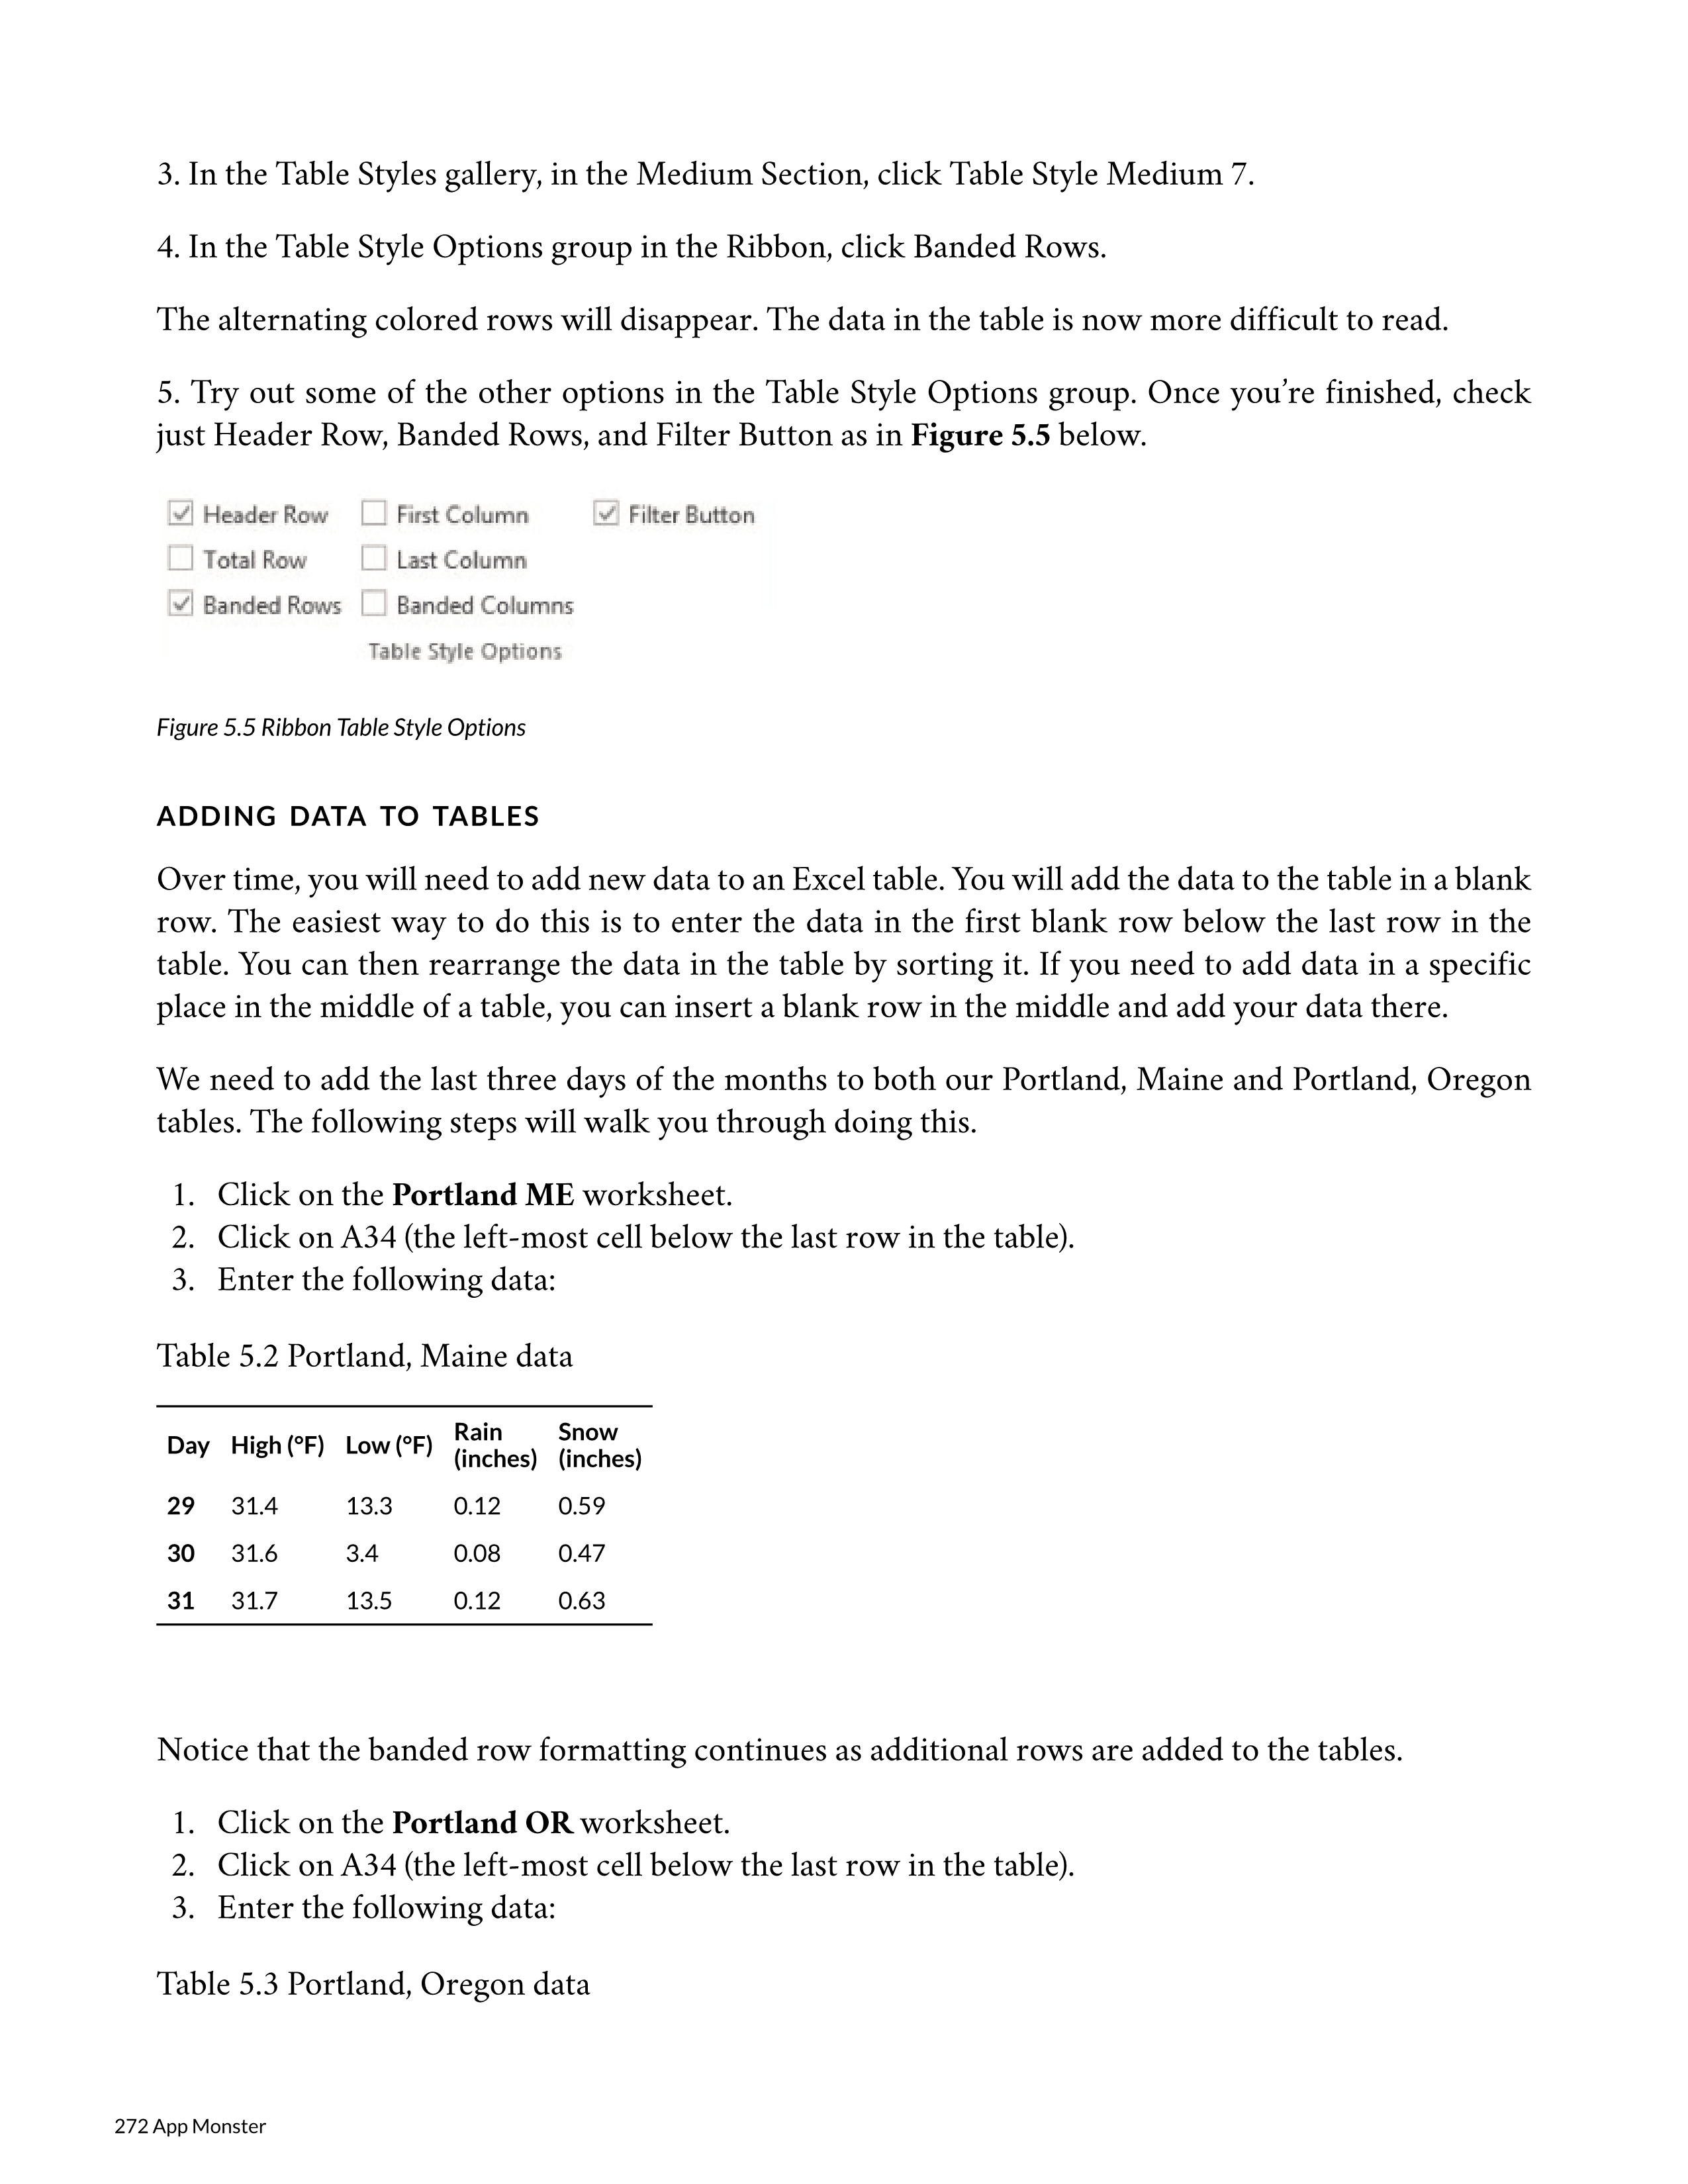 3. In the Table Styles gallery, in the Medium Section, click Table Style Medium 7.
4. In the Table Style Options group in the Ribbon, click Banded Rows.
The alternating colored rows will disappear. The data in the table is now more difficult to read.
5. Try out some of the other options in the Table Style Options group. Once you’re finished, check
just Header Row, Banded Rows, and Filter Button as in Figure 5.5 below.
Header Row First Column Filter Button
Total Row Last Column
Banded Rows Banded Columns
Table Style Options
Figure 5.5 Ribbon Table Style Options
ADDING DATA TO TABLES
Over time, you will need to add new data to an Excel table. You will add the data to the table in a blank
row. The easiest way to do this is to enter the data in the first blank row below the last row in the
table. You can then rearrange the data in the table by sorting it. If you need to add data in a specific
place in the middle of a table, you can insert a blank row in the middle and add your data there.
We need to add the last three days of the months to both our Portland, Maine and Portland, Oregon
tables. The following steps will walk you through doing this.
1. Click on the Portland ME worksheet.
2. Click on A34 (the left-most cell below the last row in the table).
3. Enter the following data:
Table 5.2 Portland, Maine data
Day High (°F) Low (°F) Rain (inches) Snow (inches)
29 31.4 13.3 0.12 0.59
30 31.6 3.4 0.08 0.47
31 31.7 13.5 0.12 0.63
Notice that the banded row formatting continues as additional rows are added to the tables.
1. Click on the Portland OR worksheet.
2. Click on A34 (the left-most cell below the last row in the table).
3. Enter the following data:
Table 5.3 Portland, Oregon data
272 App Monster